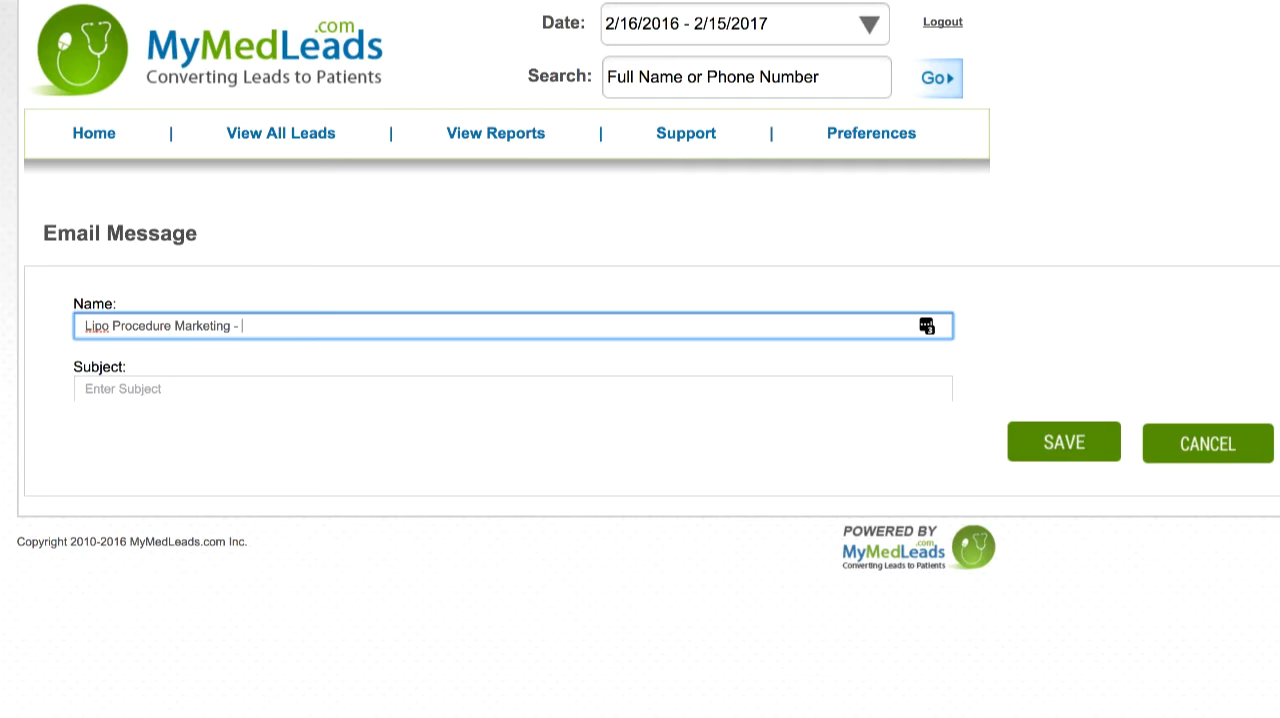 Date: 2/16/2016 - 2/15/2017 Logout
MyMedLeads.com
Converting Leads to Patients
Search: Full Name or Phone Number Go
Home | View All Leads | View Reports | Support | Preferences
Email Message
Name:
Lipo Procedure Marketing -
3
Subject:
Enter Subject
SAVE CANCEL
Copyright 2010-2016 MyMedLeads.com Inc.
POWERED BY
MyMedLeads.com
Converting Leads to Patients